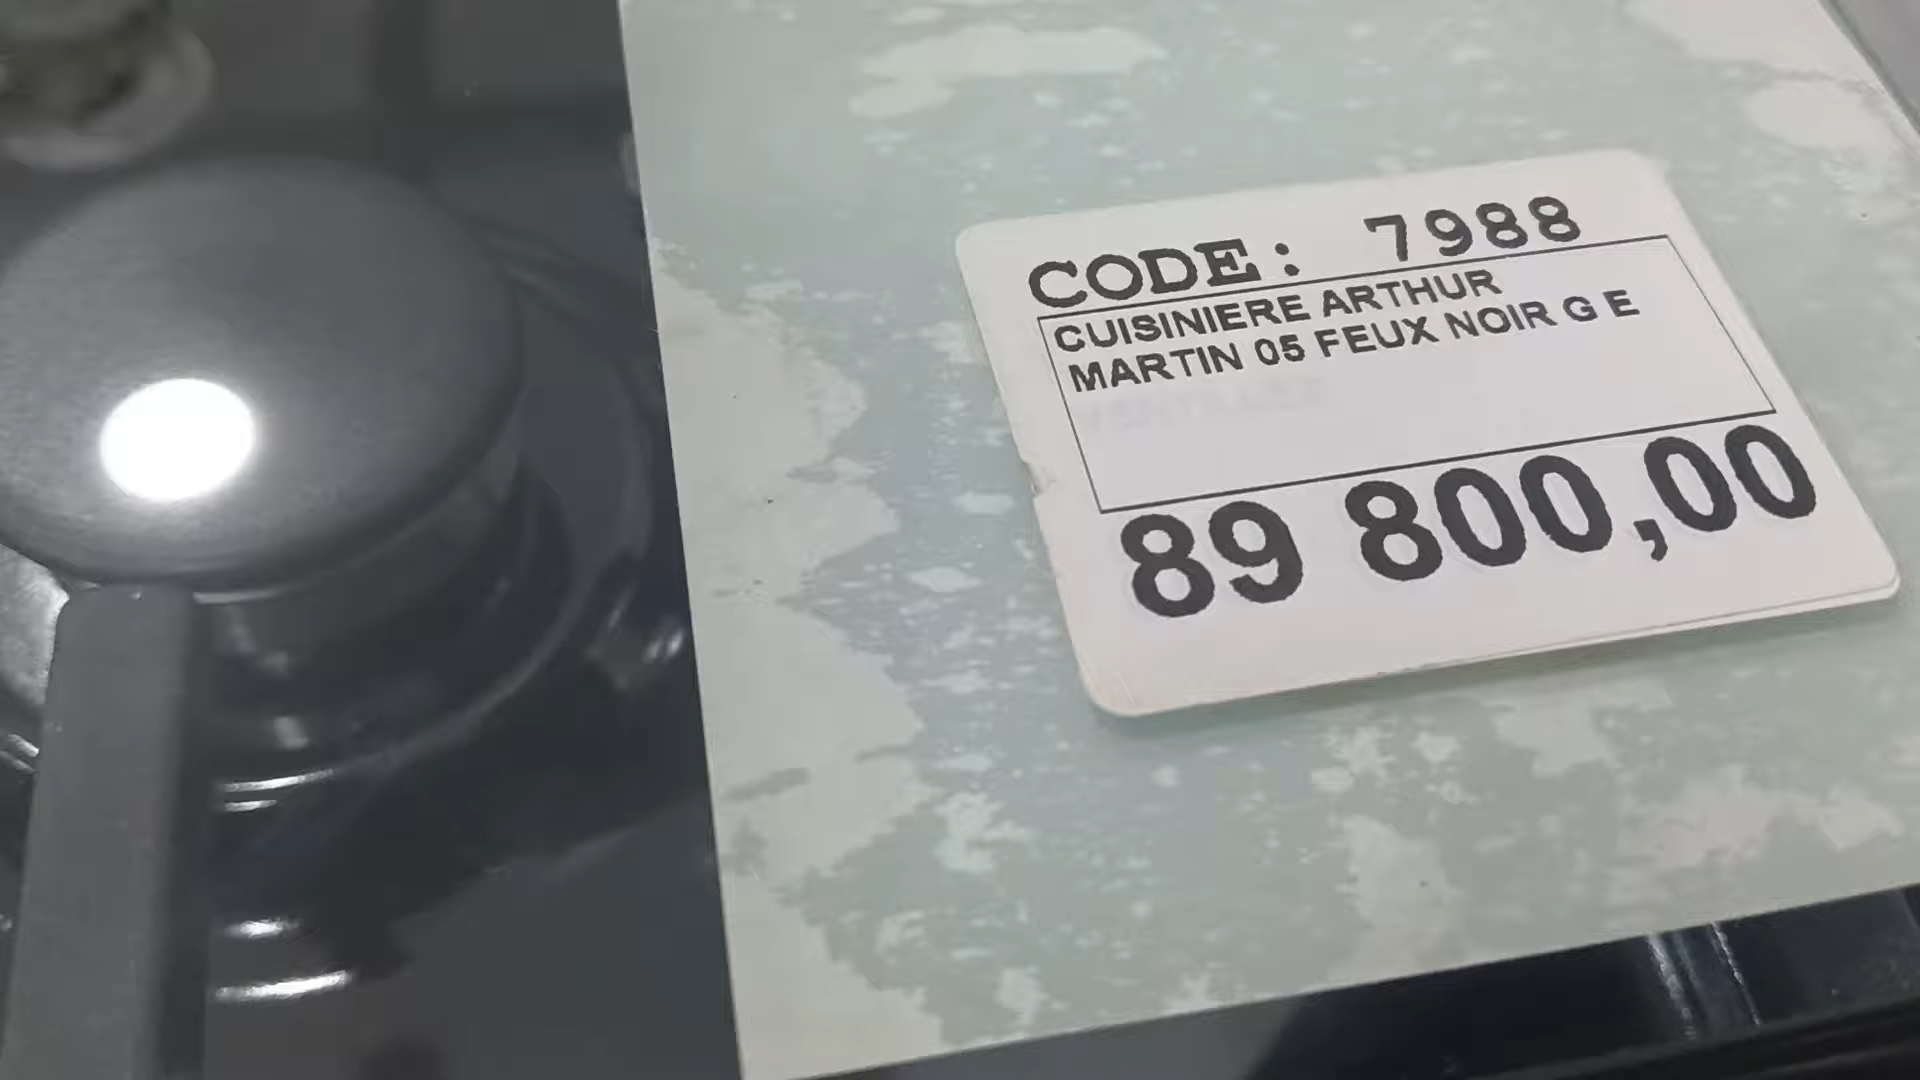 CODE: 7988
CUISINIERE ARTHUR
MARTIN 05 FEUX NOIR G E
89 800,00